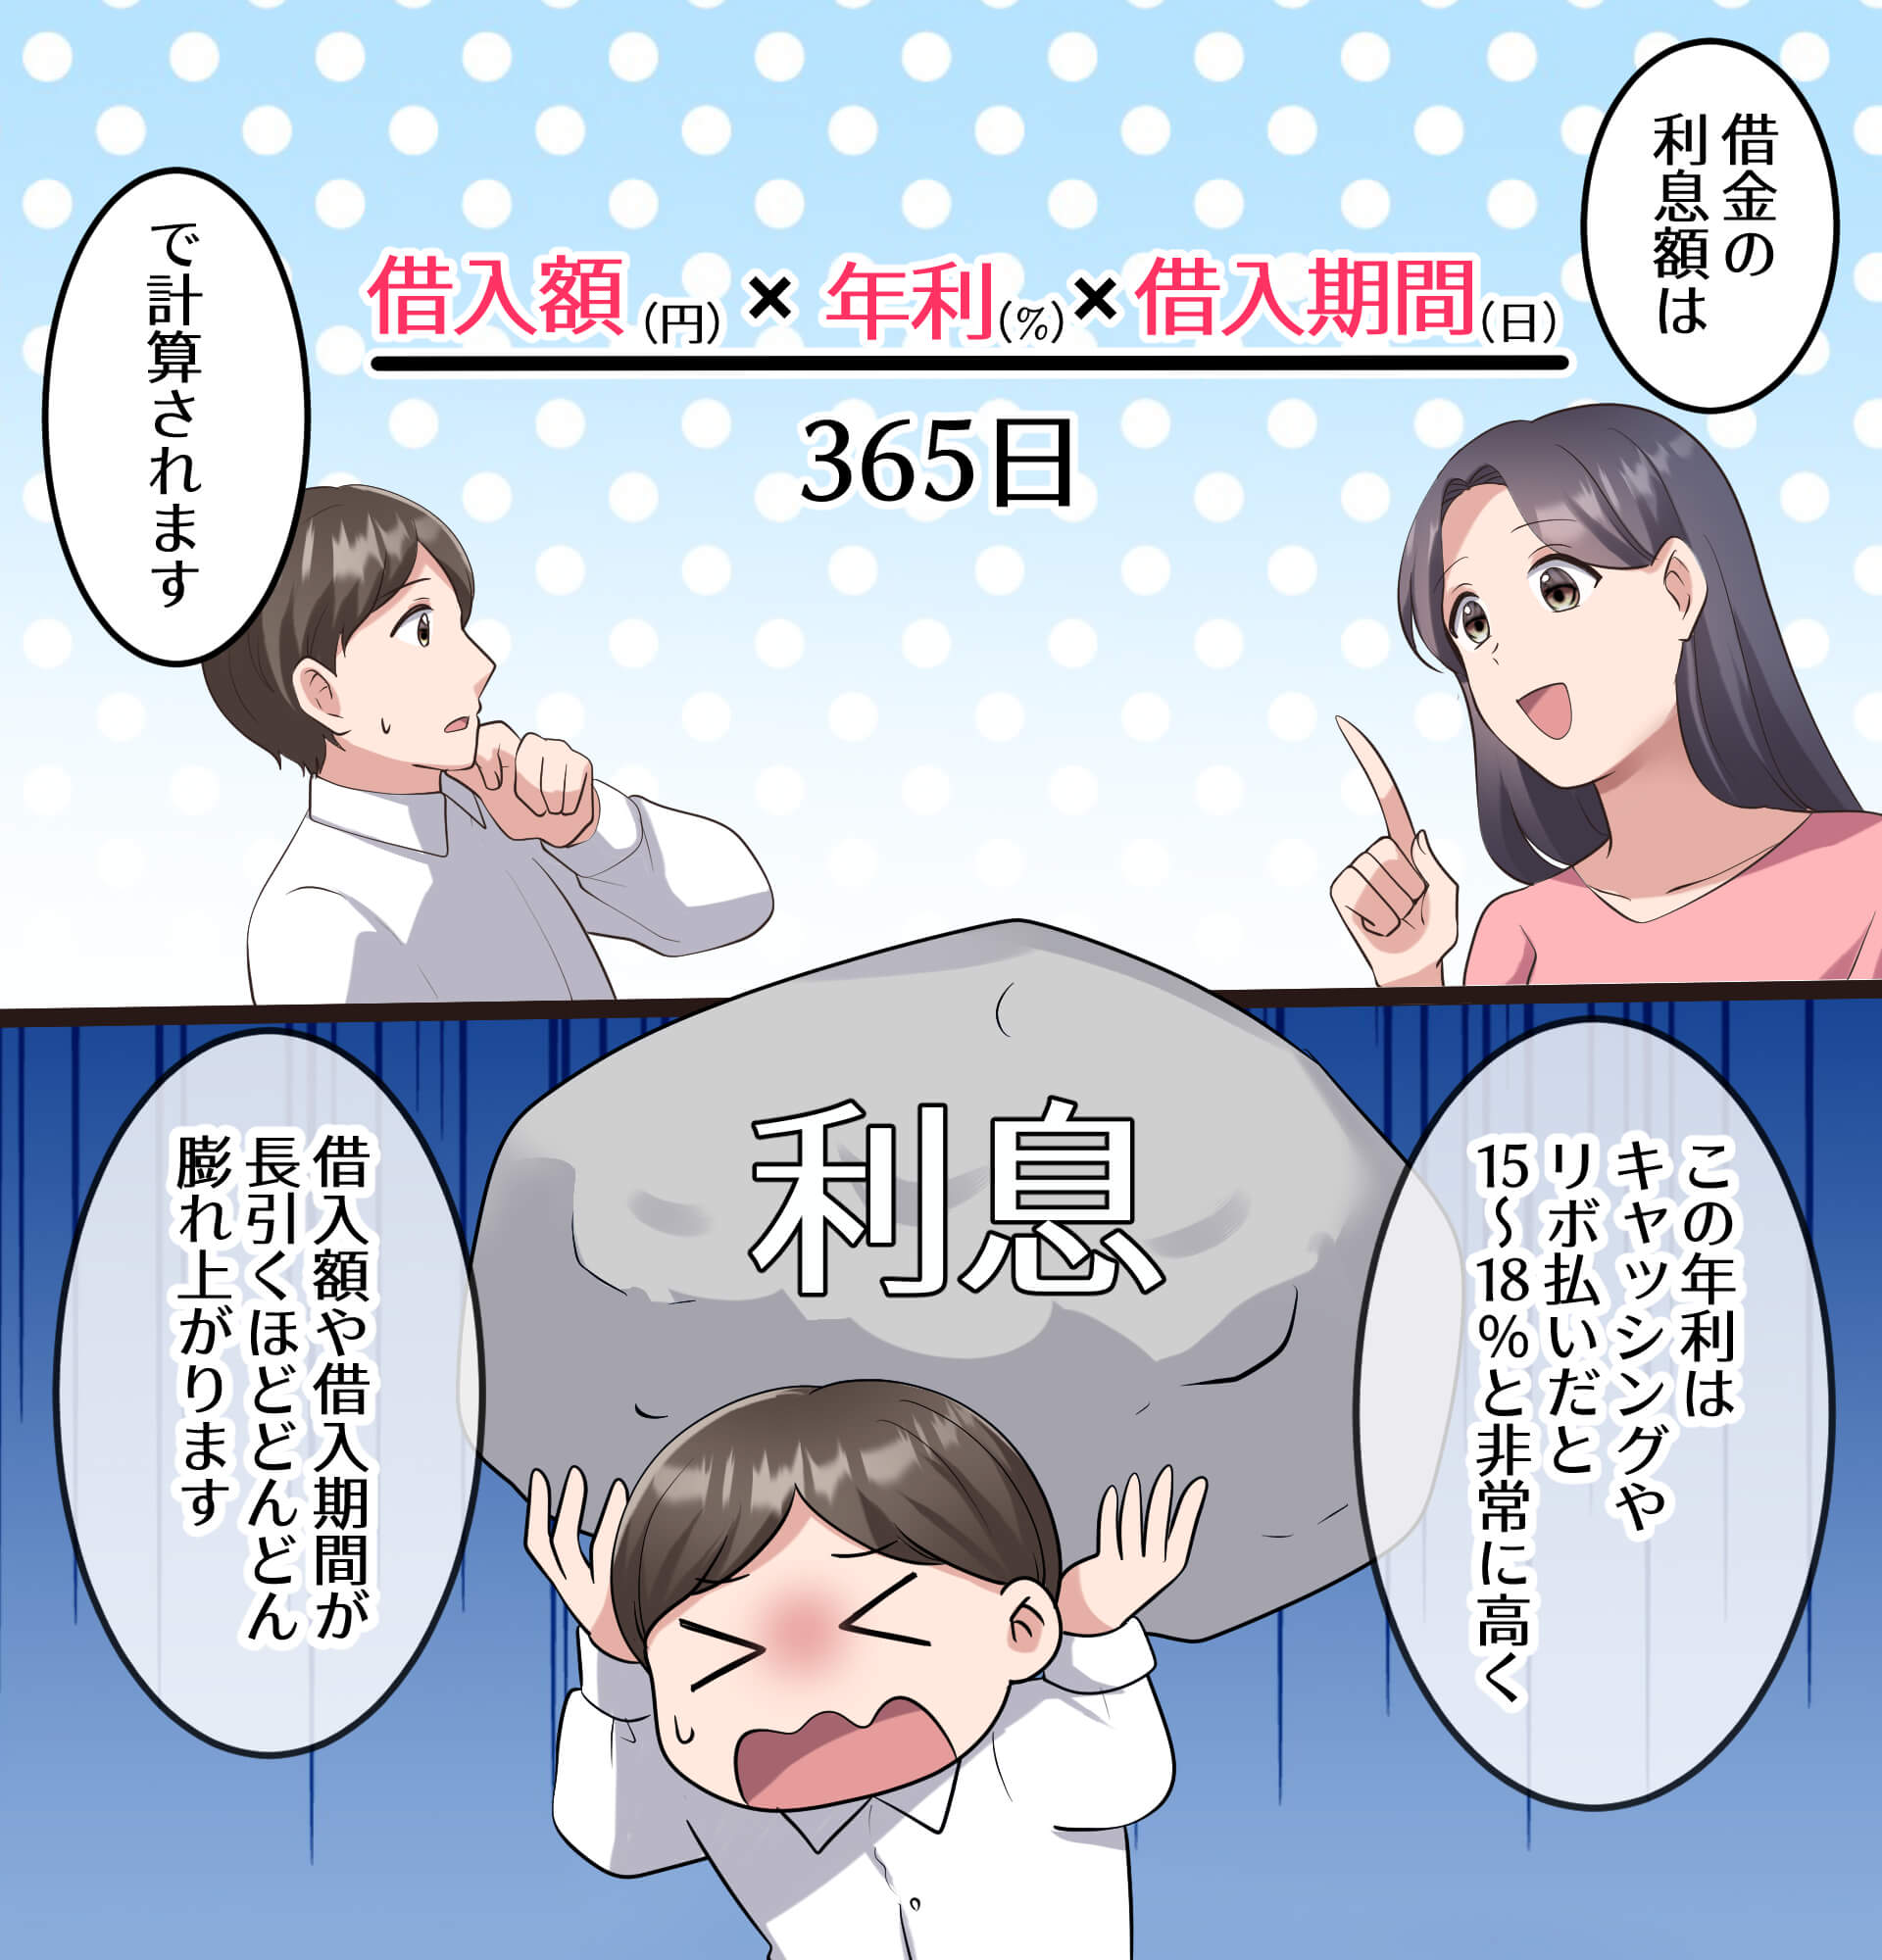 借金の
利息額は
借入額(円)×年利(%)×借入期間(日)
365日
で計算されます
この年利は
キャッシングや
リボ払いだと
15～18%と非常に高く
利息
借入額や借入期間が
長引くほどどんどん
膨れ上がります